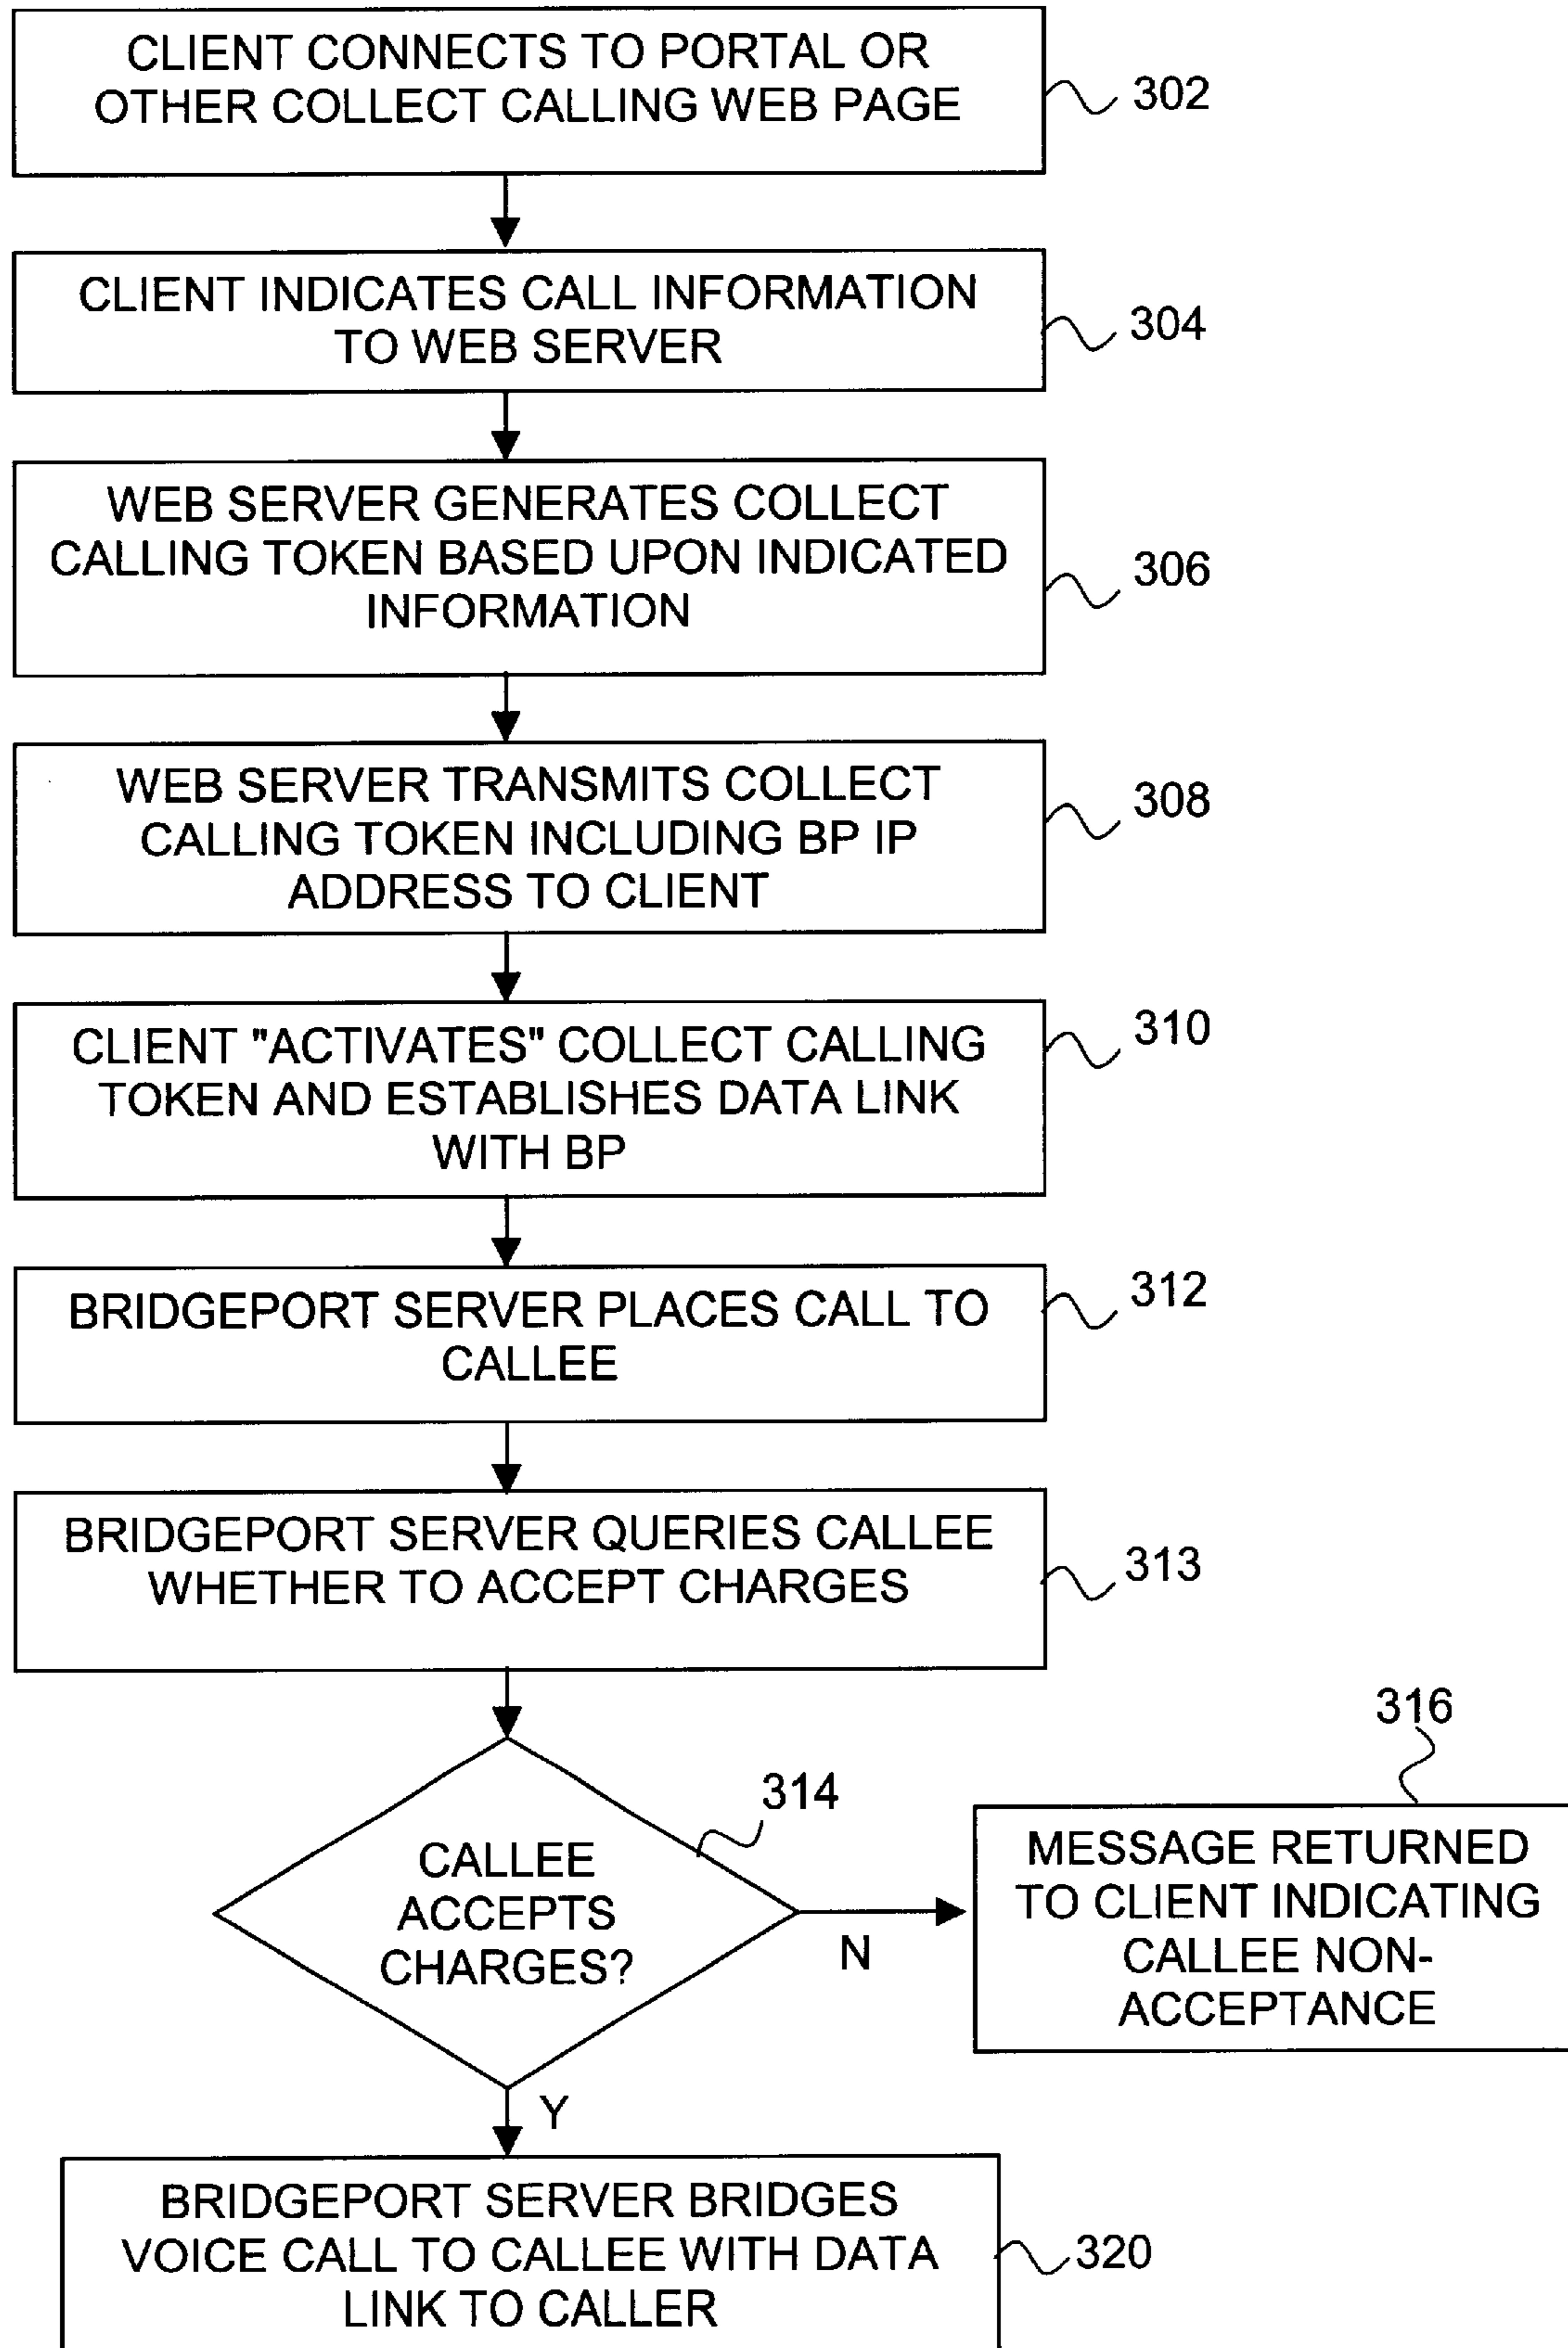 CLIENT CONNECTS TO PORTAL OR
OTHER COLLECT CALLING WEB PAGE
302
CLIENT INDICATES CALL INFORMATION
TO WEB SERVER
304
WEB SERVER GENERATES COLLECT
CALLING TOKEN BASED UPON INDICATED
INFORMATION
306
WEB SERVER TRANSMITS COLLECT
CALLING TOKEN INCLUDING BP IP
ADDRESS TO CLIENT
308
CLIENT "ACTIVATES" COLLECT CALLING
TOKEN AND ESTABLISHES DATA LINK
WITH BP
310
BRIDGEPORT SERVER PLACES CALL TO
CALLEE
312
BRIDGEPORT SERVER QUERIES CALLEE
WHETHER TO ACCEPT CHARGES
313
CALLEE
ACCEPTS
CHARGES?
314
N
316
MESSAGE RETURNED
TO CLIENT INDICATING
CALLEE NON-
ACCEPTANCE
Y
BRIDGEPORT SERVER BRIDGES
VOICE CALL TO CALLEE WITH DATA
LINK TO CALLER
320